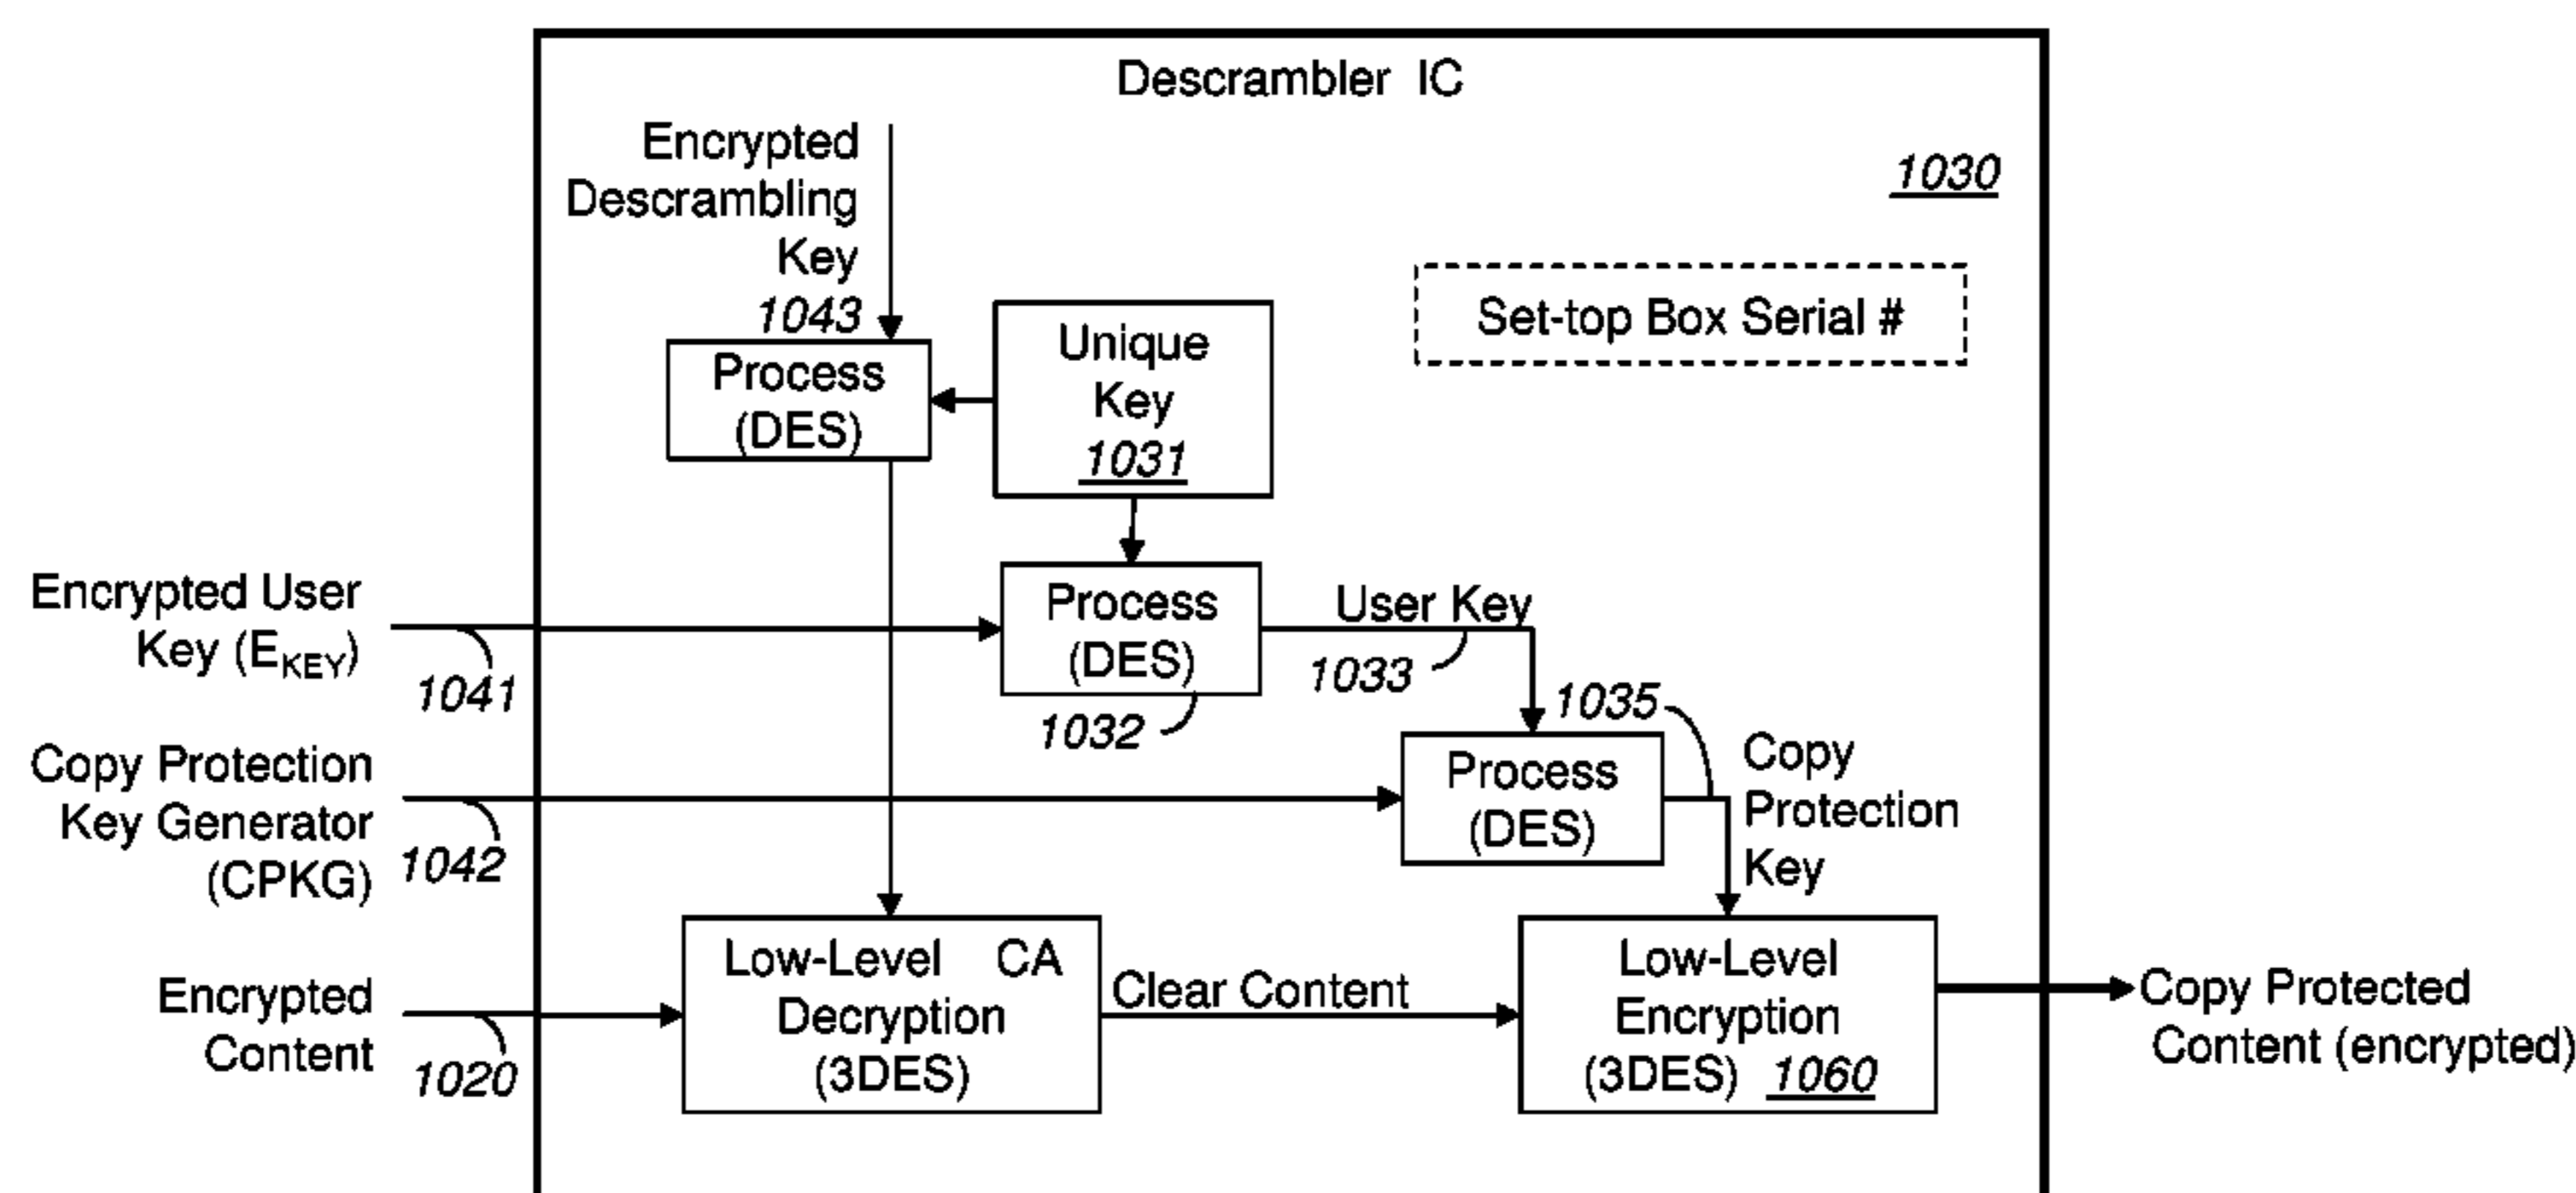 Descrambler IC
1030
Encrypted
Descrambling
Key
1043
Process
(DES)
Unique
Key
1031
Set-top Box Serial #
Encrypted User
Key (EKEY)
1041
Process
(DES)
1032
User Key
1033
Copy Protection
Key Generator
(CPKG)
1042
Process
(DES)
1035
Copy
Protection
Key
Encrypted
Content
1020
Low-Level CA
Decryption
(3DES)
Clear Content
Low-Level
Encryption
(3DES) 1060
Copy Protected
Content (encrypted)